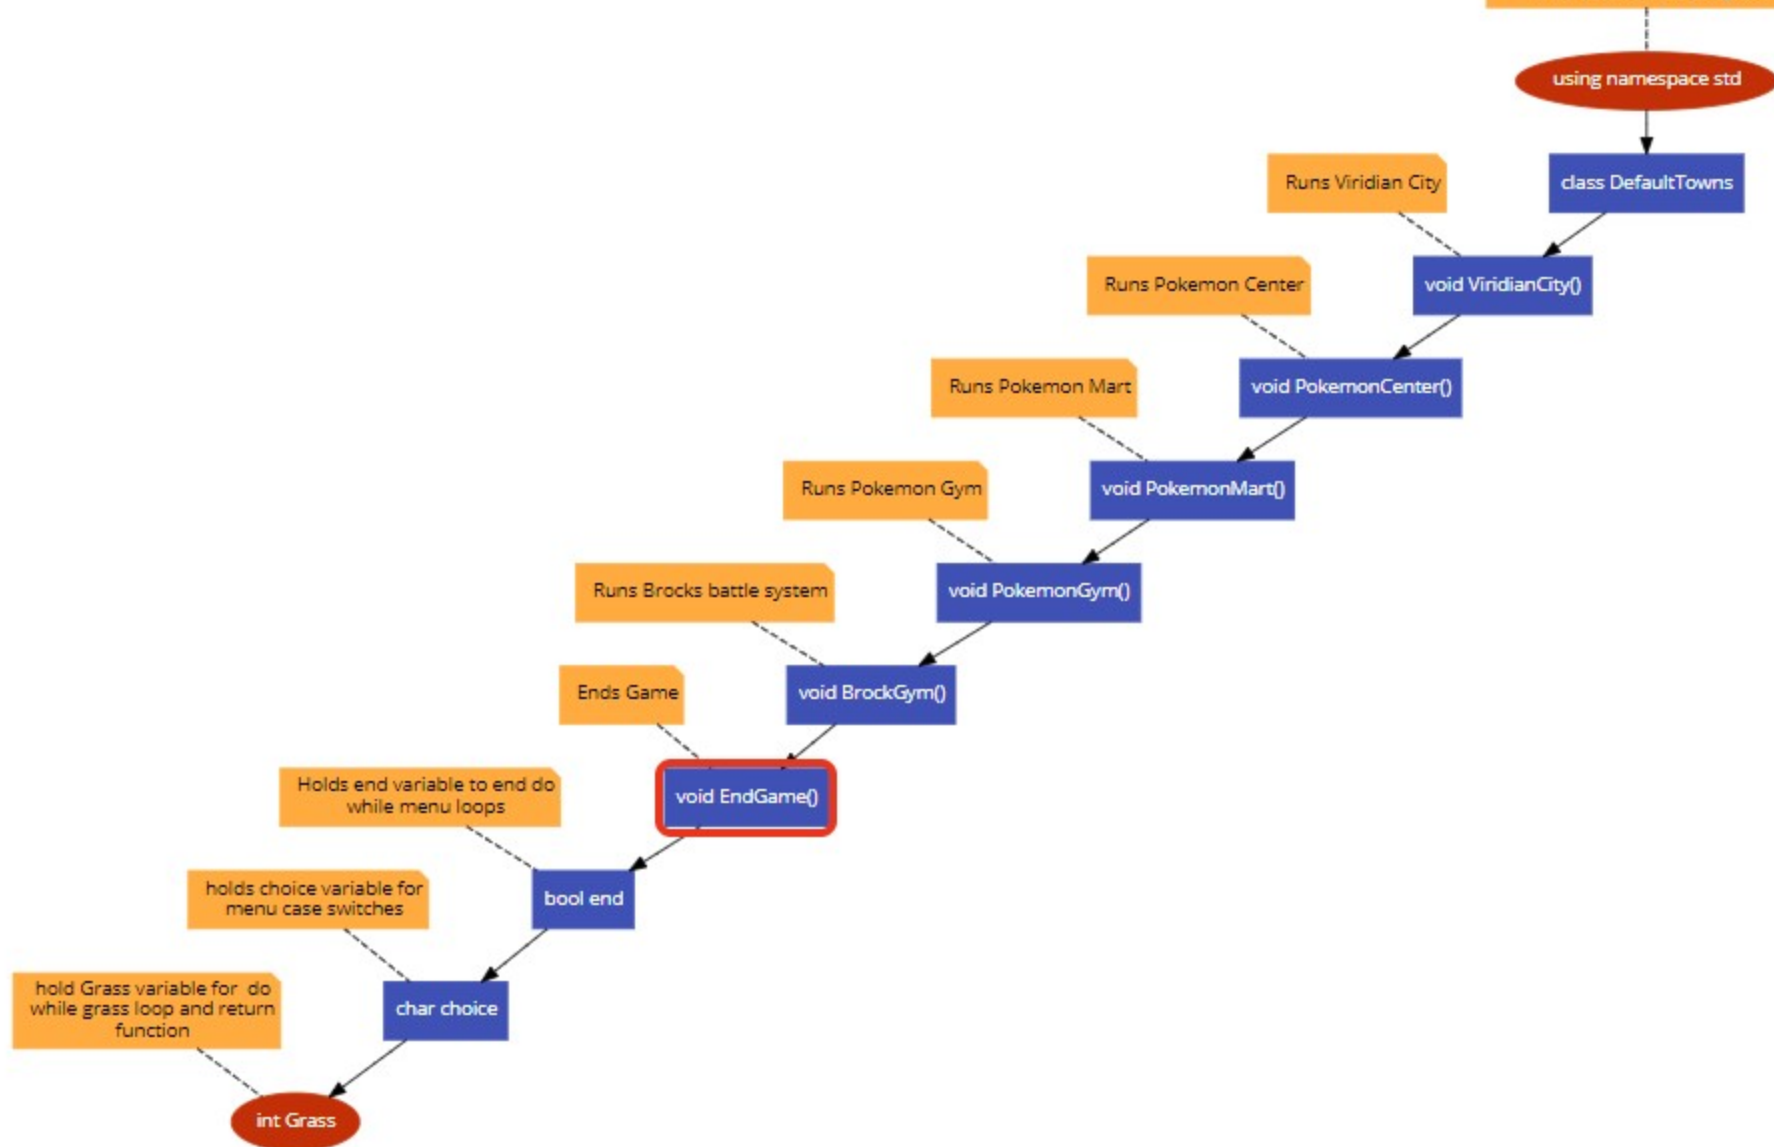 using namespace std
Runs Viridian City
class DefaultTowns
Runs Pokemon Center
void ViridianCity()
Runs Pokemon Mart
void PokemonCenter()
Runs Pokemon Gym
void PokemonMart()
Runs Brocks battle system
void PokemonGym()
Ends Game
void BrockGym()
Holds end variable to end do
while menu loops
void EndGame()
holds choice variable for
menu case switches
bool end
hold Grass variable for do
while grass loop and return
function
char choice
int Grass